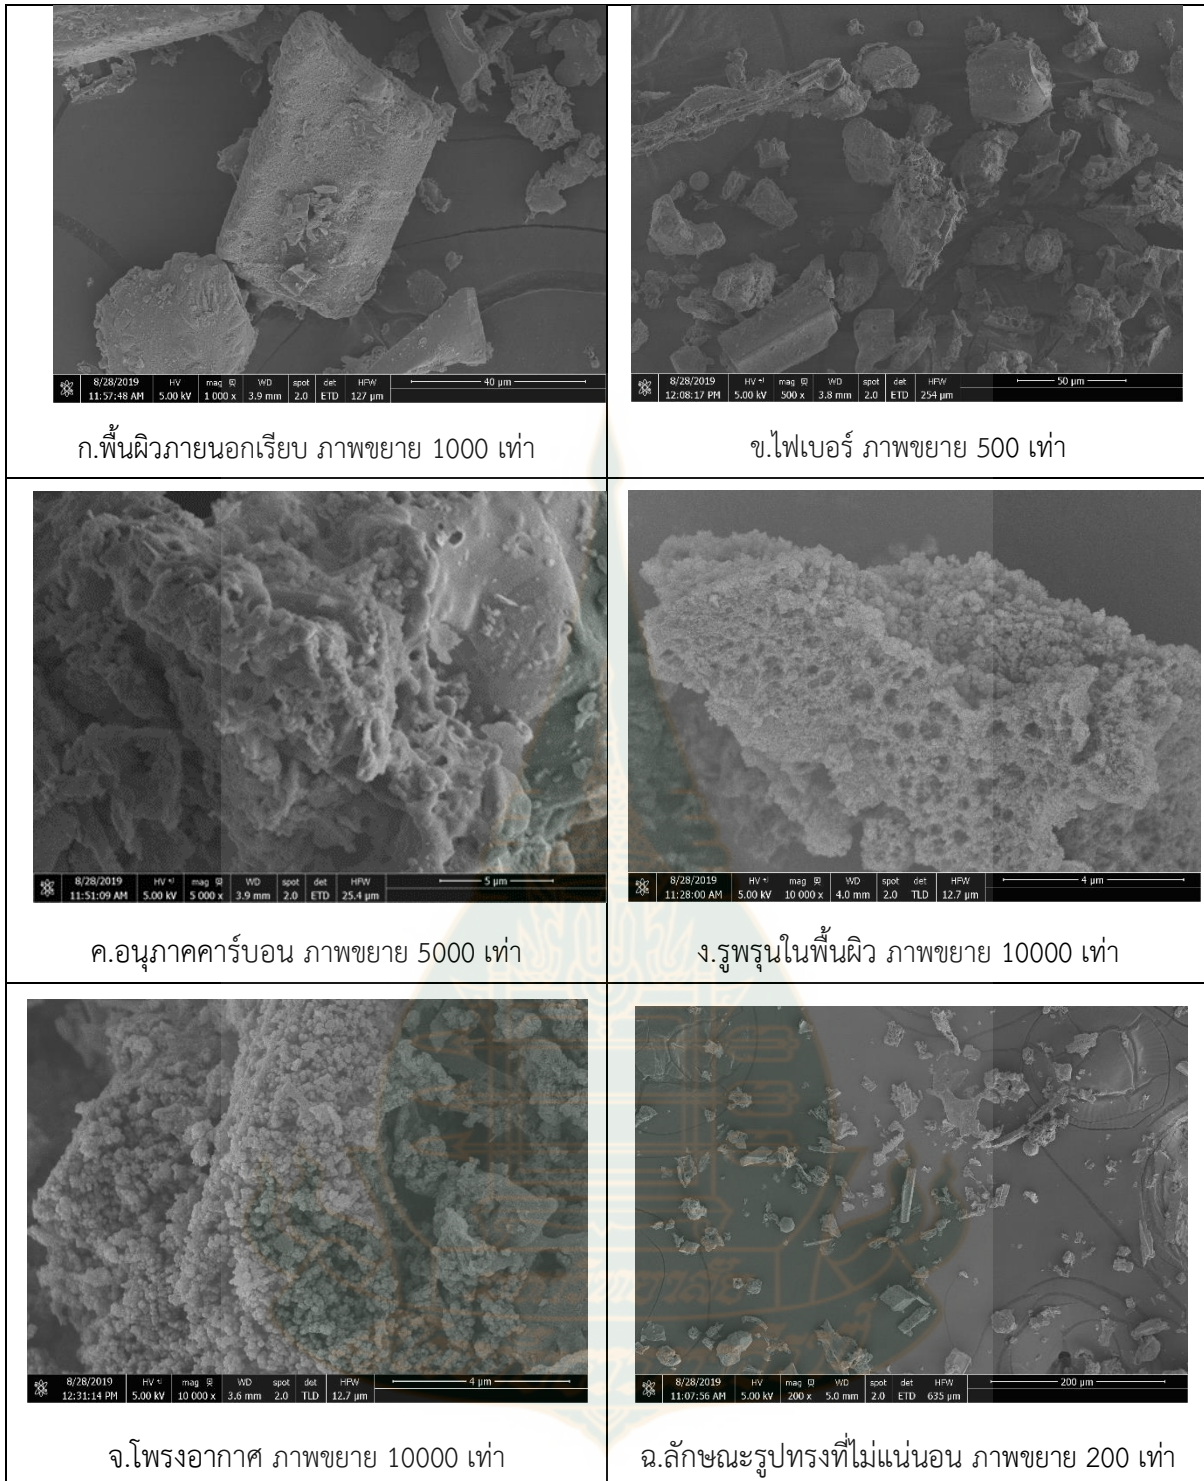 8/28/2019 HV mag WD spot det HFW 40 µm
11:57:48 AM 5.00 kV 1 000 x 3.9 mm 2.0 ETD 127 µm
ก.พื้นผิวภายนอกเรียบ ภาพขยาย 1000 เท่า
8/28/2019 HV mag WD spot det HFW 50 µm
12:08:17 PM 5.00 kV 500 x 3.8 mm 2.0 ETD 254 µm
ข.ไฟเบอร์ ภาพขยาย 500 เท่า
8/28/2019 HV mag WD spot det HFW 5 µm
11:51:09 AM 5.00 kV 5 000 x 3.9 mm 2.0 ETD 25.4 µm
ค.อนุภาคคาร์บอน ภาพขยาย 5000 เท่า
8/28/2019 HV mag WD spot det HFW 4 µm
11:28:00 AM 5.00 kV 10 000 x 4.0 mm 2.0 TLD 12.7 µm
ง.รูพรุนในพื้นผิว ภาพขยาย 10000 เท่า
8/28/2019 HV mag WD spot det HFW 4 µm
12:31:14 PM 5.00 kV 10 000 x 3.6 mm 2.0 TLD 12.7 µm
จ.โพรงอากาศ ภาพขยาย 10000 เท่า
8/28/2019 HV mag WD spot det HFW 200 µm
11:07:56 AM 5.00 kV 200 x 5.0 mm 2.0 ETD 635 µm
ฉ.ลักษณะรูปทรงที่ไม่แน่นอน ภาพขยาย 200 เท่า